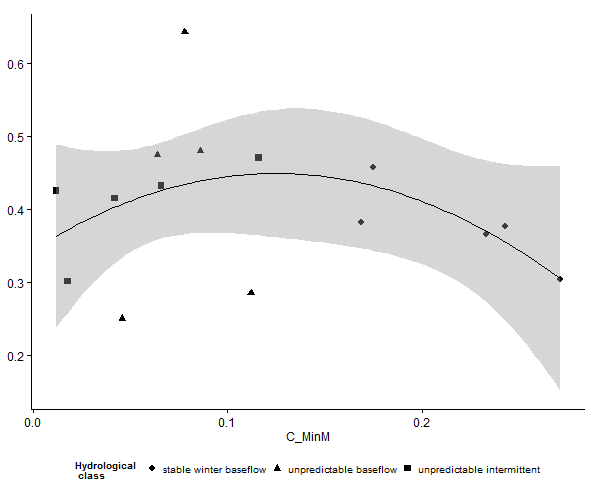 0.6
0.5
0.4
0.3
0.2
0.0 0.1 0.2
C_MinM
Hydrological
class
stable winter baseflow unpredictable baseflow unpredictable intermittent